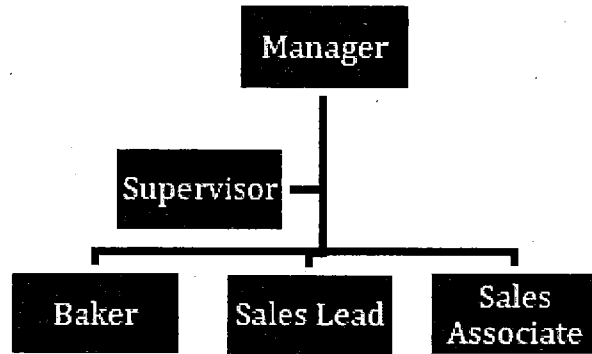 Manager
Supervisor
Baker
Sales Lead
Sales
Associate